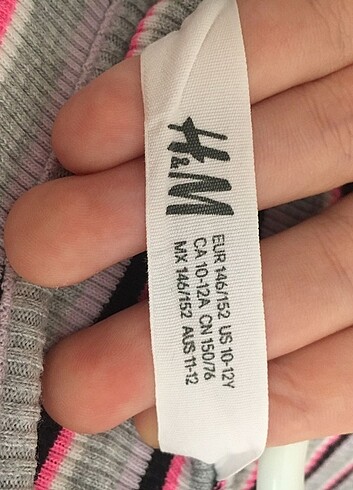 H&M
EUR 146/152 US 10-12Y
CA 10-12A CN 150/76
MX 146/152 AUS 11-12